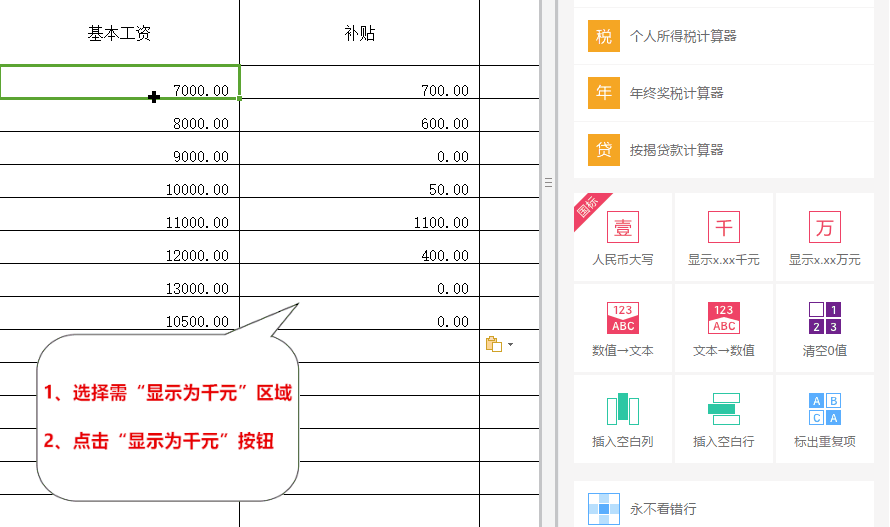 基本工资 补贴
7000.00 700.00
8000.00 600.00
9000.00 0.00
10000.00 50.00
11000.00 1100.00
12000.00 400.00
13000.00 0.00
10500.00 0.00
1、选择需“显示为千元”区域
2、点击“显示为千元”按钮
税 个人所得税计算器
年 年终奖税计算器
贷 按揭贷款计算器
国标
壹 千 万
人民币大写 显示x.xx千元 显示x.xx万元
123 123 1
ABC ABC 2 3
数值→文本 文本→数值 清空0值
A B
C A
插入空白列 插入空白行 标出重复项
永不看错行